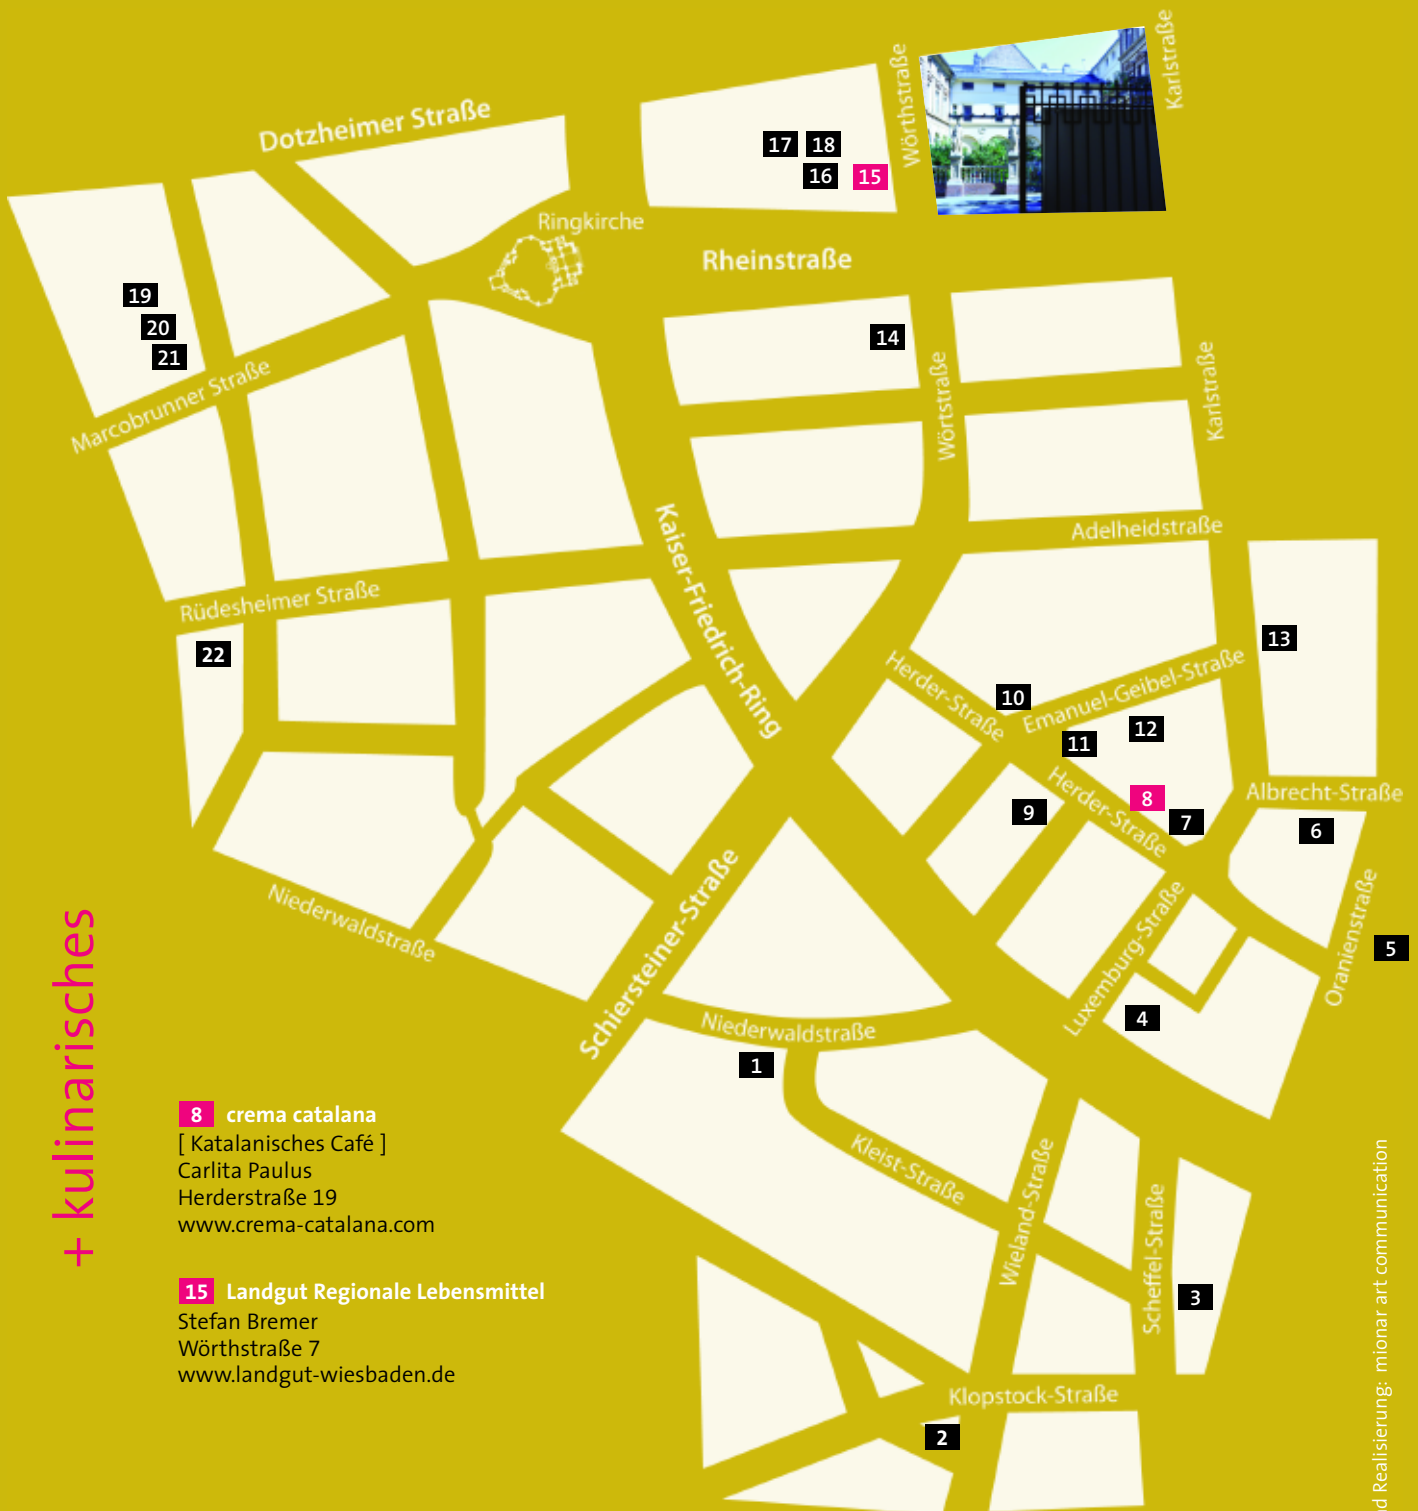 Dotzheimer Straße
Wörthstraße
Karlstraße
17 18
16 15
Ringkirche
Rheinstraße
19
20
21
14
Marcobrunner Straße
Wörtstraße
Karlstraße
Kaiser-Friedrich-Ring
Adelheidstraße
Rüdesheimer Straße
22
13
Herder-Straße
10
Emanuel-Geibel-Straße
12
11
Herder-Straße
8
7
9
Albrecht-Straße
6
Schiersteiner-Straße
Niederwaldstraße
Luxemburg-Straße
Oranienstraße
5
4
Niederwaldstraße
1
Kleist-Straße
Wieland-Straße
Scheffel-Straße
3
Klopstock-Straße
2
+ kulinarisches
8 crema catalana
[ Katalanisches Café ]
Carlita Paulus
Herderstraße 19
www.crema-catalana.com
15 Landgut Regionale Lebensmittel
Stefan Bremer
Wörthstraße 7
www.landgut-wiesbaden.de
d Realisierung: mionar art communication